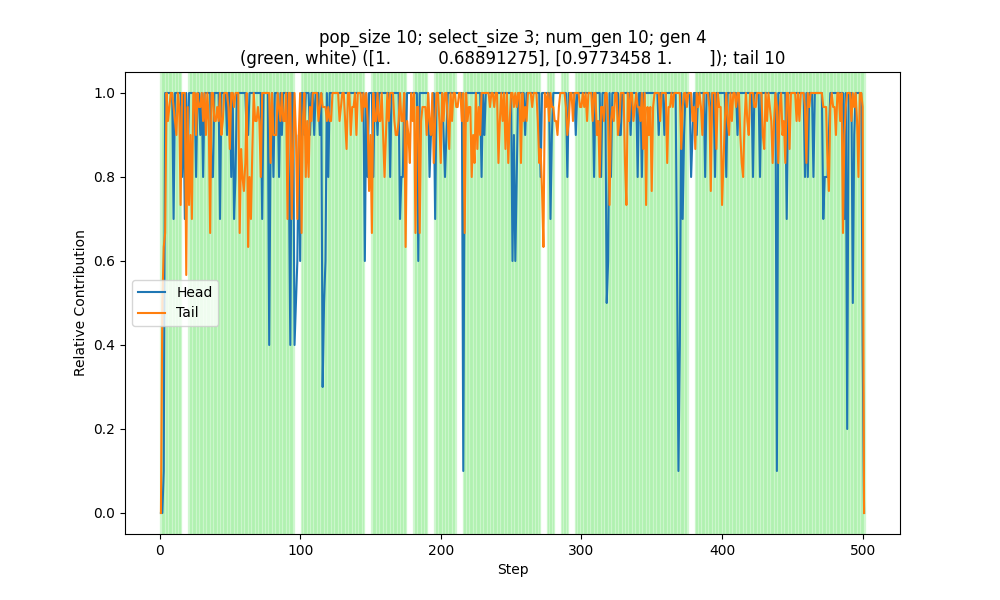 pop_size 10; select_size 3; num_gen 10; gen 4
(green, white) ([1.          0.68891275], [0.9773458 1.        ]); tail 10
Relative Contribution
1.0
0.8
0.6
0.4
0.2
0.0
Head
Tail
0 100 200 300 400 500
Step